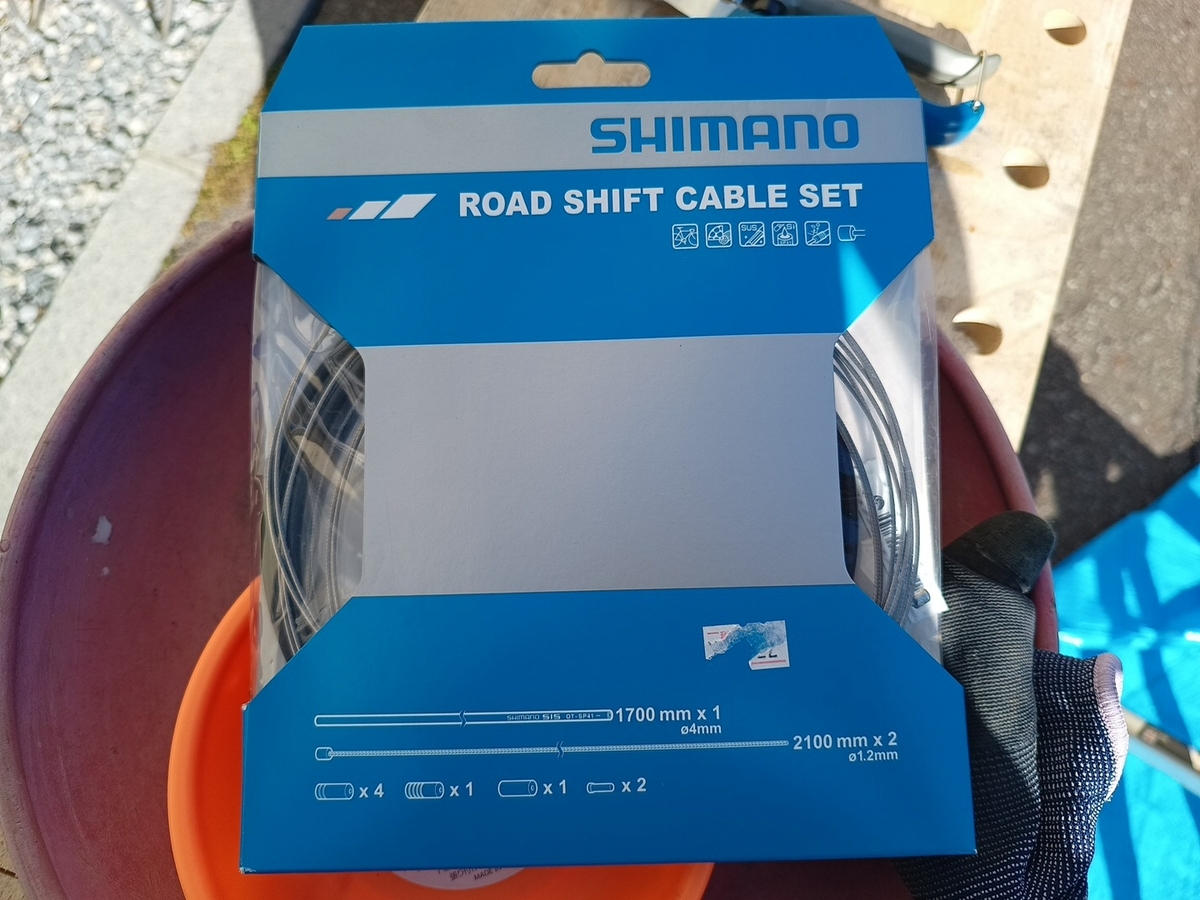 SHIMANO
ROAD SHIFT CABLE SET
SUS
SHIMANO SIS OT-SP41
1700 mm x 1
ø4mm
2100 mm x 2
ø1.2mm
x 4
x 1
x 1
x 2
MADE